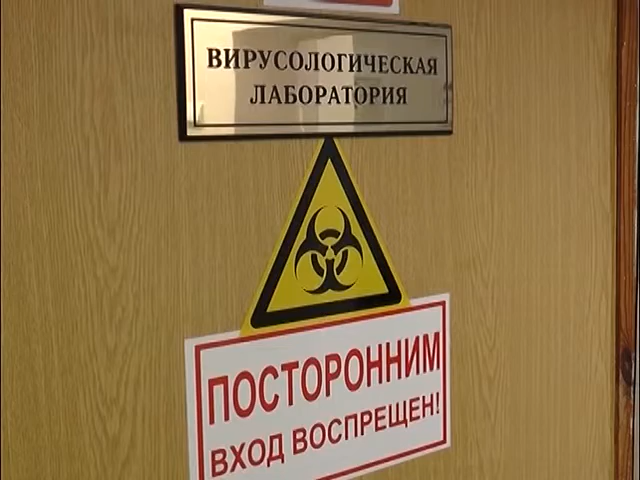 ВИРУСОЛОГИЧЕСКАЯ
ЛАБОРАТОРИЯ
ПОСТОРОННИМ
ВХОД ВОСПРЕЩЕН!